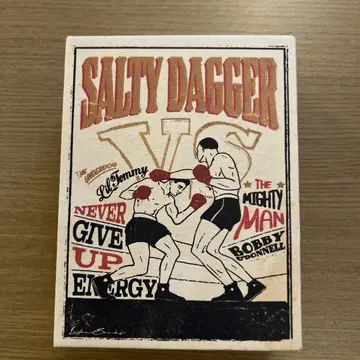 SALTY DAGGER
VS
THE UNDERDOG
Lil' Tommy
NEVER
GIVE
UP
ENERGY
★ THE ★
MIGHTY
MAN
BOBBY
O'DONNELL